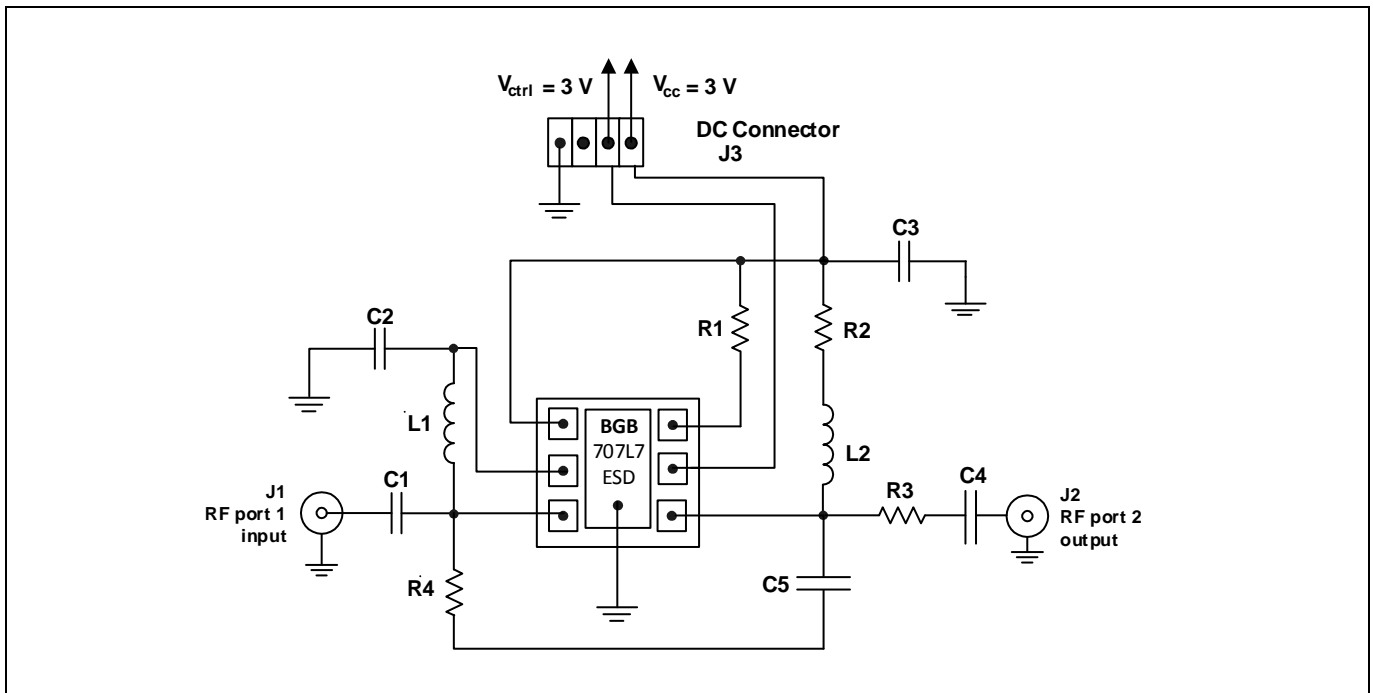 Vctrl = 3 V
Vcc = 3 V
DC Connector
J3
C3
C2
R1
R2
L1
BGB
707L7
ESD
L2
J1
RF port 1
input
C1
R3
C4
J2
RF port 2
output
R4
C5